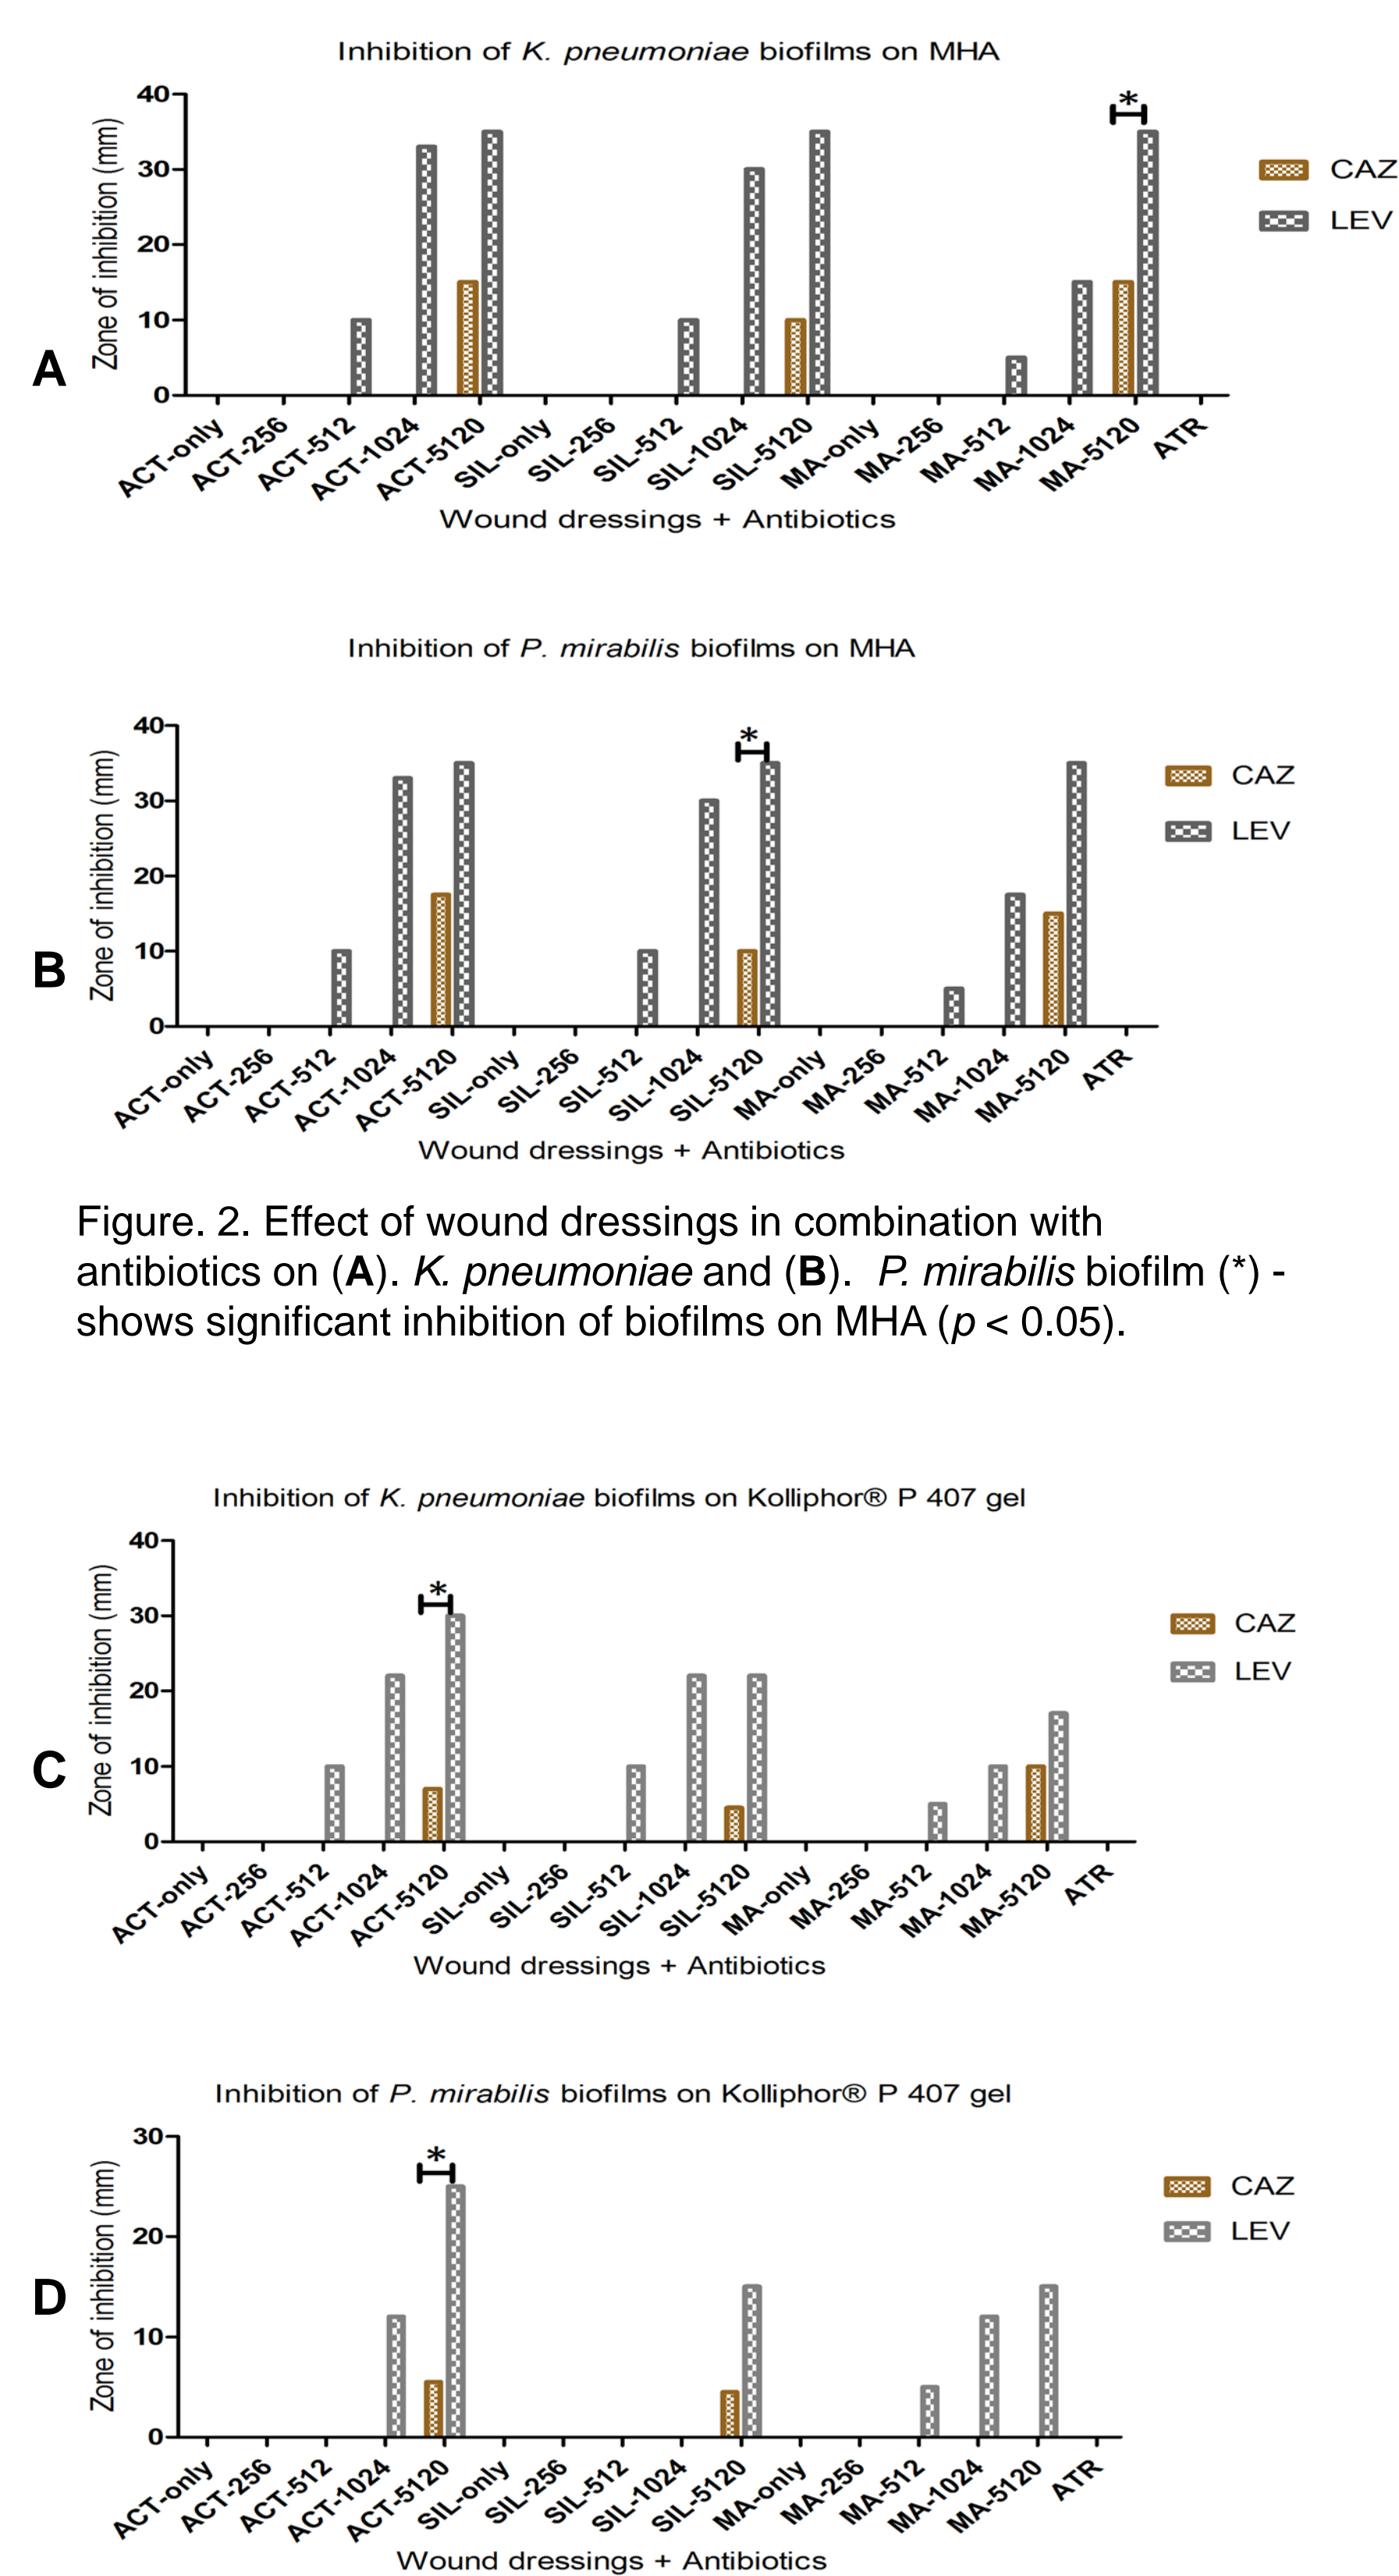 Inhibition of K. pneumoniae biofilms on MHA
40
30
20
10
0
Zone of inhibition (mm)
*
CAZ
LEV
A
ACT-only ACT-256 ACT-512 ACT-1024 ACT-5120 SIL-only SIL-256 SIL-512 SIL-1024 SIL-5120 MA-only MA-256 MA-512 MA-1024 MA-5120 ATR
Wound dressings + Antibiotics
Inhibition of P. mirabilis biofilms on MHA
40
30
20
10
0
Zone of inhibition (mm)
*
CAZ
LEV
B
ACT-only ACT-256 ACT-512 ACT-1024 ACT-5120 SIL-only SIL-256 SIL-512 SIL-1024 SIL-5120 MA-only MA-256 MA-512 MA-1024 MA-5120 ATR
Wound dressings + Antibiotics
Figure. 2. Effect of wound dressings in combination with
antibiotics on (A). K. pneumoniae and (B). P. mirabilis biofilm (*) -
shows significant inhibition of biofilms on MHA (p < 0.05).
Inhibition of K. pneumoniae biofilms on Kolliphor® P 407 gel
40
30
20
10
0
Zone of inhibition (mm)
*
CAZ
LEV
C
ACT-only ACT-256 ACT-512 ACT-1024 ACT-5120 SIL-only SIL-256 SIL-512 SIL-1024 SIL-5120 MA-only MA-256 MA-512 MA-1024 MA-5120 ATR
Wound dressings + Antibiotics
Inhibition of P. mirabilis biofilms on Kolliphor® P 407 gel
30
20
10
0
Zone of inhibition (mm)
*
CAZ
LEV
D
ACT-only ACT-256 ACT-512 ACT-1024 ACT-5120 SIL-only SIL-256 SIL-512 SIL-1024 SIL-5120 MA-only MA-256 MA-512 MA-1024 MA-5120 ATR
Wound dressings + Antibiotics